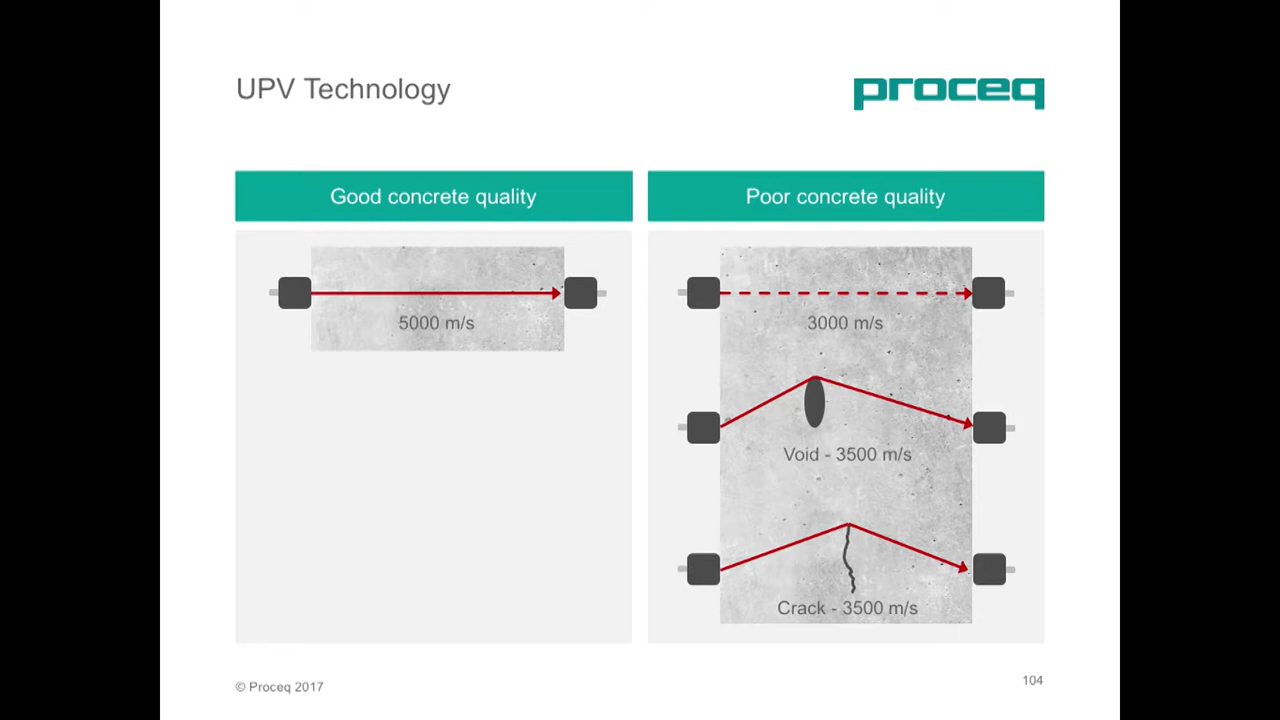 UPV Technology
proceq
Good concrete quality
Poor concrete quality
5000 m/s
3000 m/s
Void - 3500 m/s
Crack - 3500 m/s
© Proceq 2017
104